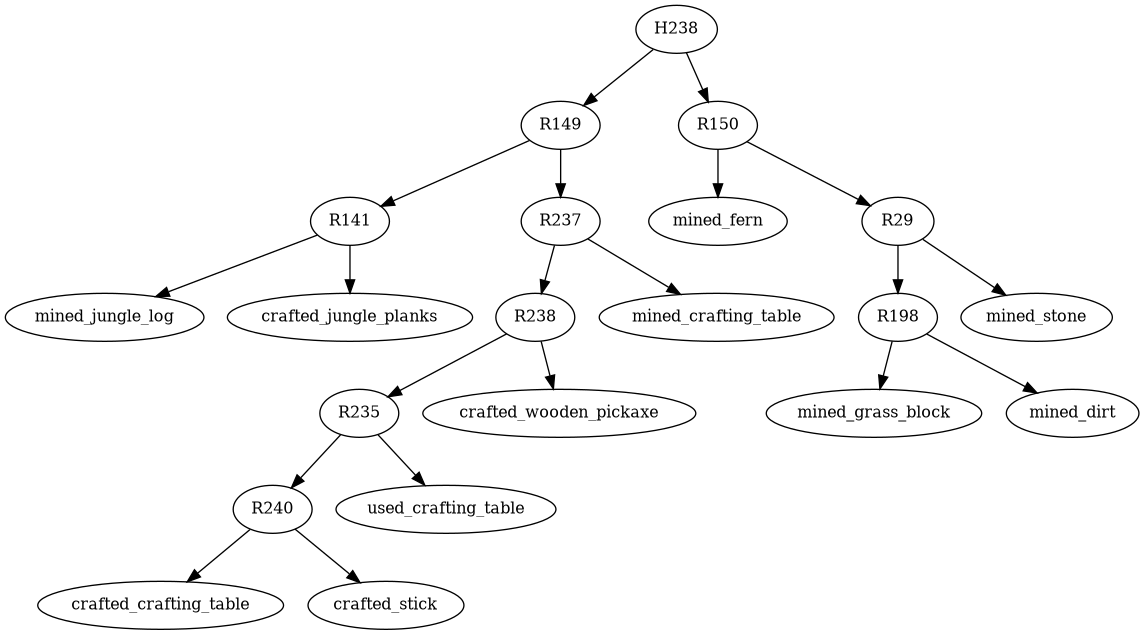 H238
R149
R150
R141
R237
mined_fern
R29
mined_jungle_log
crafted_jungle_planks
R238
mined_crafting_table
R198
mined_stone
R235
crafted_wooden_pickaxe
mined_grass_block
mined_dirt
R240
used_crafting_table
crafted_crafting_table
crafted_stick